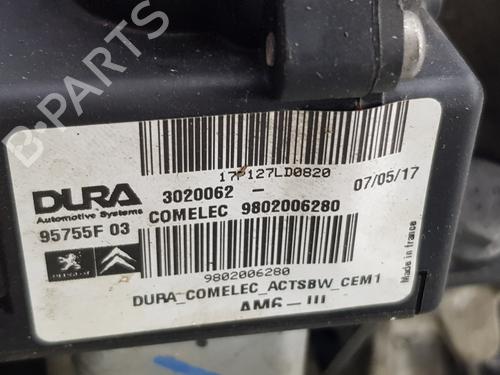 17P127LD0820
DURA
Automotive Systems
3020062 -
07/05/17
95755F 03
COMELEC 9802006280
PEUGEOT
9802006280
DURA_COMELEC_ACTSBW_CEM1
AM6-III
Made in france
B-PARTS